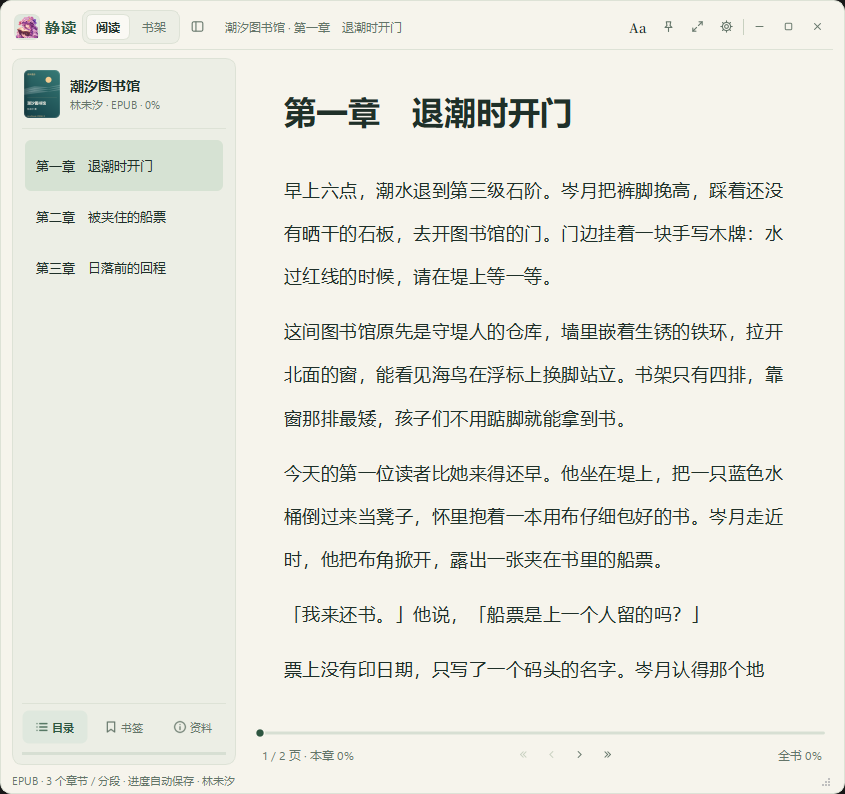 静读
阅读
书架
潮汐图书馆 · 第一章　退潮时开门
Aa
潮汐图书馆
林未汐 · EPUB · 0%
第一章　退潮时开门
第二章　被夹住的船票
第三章　日落前的回程
目录
书签
资料
第一章　退潮时开门
早上六点，潮水退到第三级石阶。岑月把裤脚挽高，踩着还没
有晒干的石板，去开图书馆的门。门边挂着一块手写木牌：水
过红线的时候，请在堤上等一等。
这间图书馆原先是守堤人的仓库，墙里嵌着生锈的铁环，拉开
北面的窗，能看见海鸟在浮标上换脚站立。书架只有四排，靠
窗那排最矮，孩子们不用踮脚就能拿到书。
今天的第一位读者比她来得还早。他坐在堤上，把一只蓝色水
桶倒过来当凳子，怀里抱着一本用布仔细包好的书。岑月走近
时，他把布角掀开，露出一张夹在书里的船票。
「我来还书。」他说，「船票是上一个人留的吗？」
票上没有印日期，只写了一个码头的名字。岑月认得那个地
1 / 2 页 · 本章 0%
全书 0%
EPUB · 3 个章节 / 分段 · 进度自动保存 · 林未汐